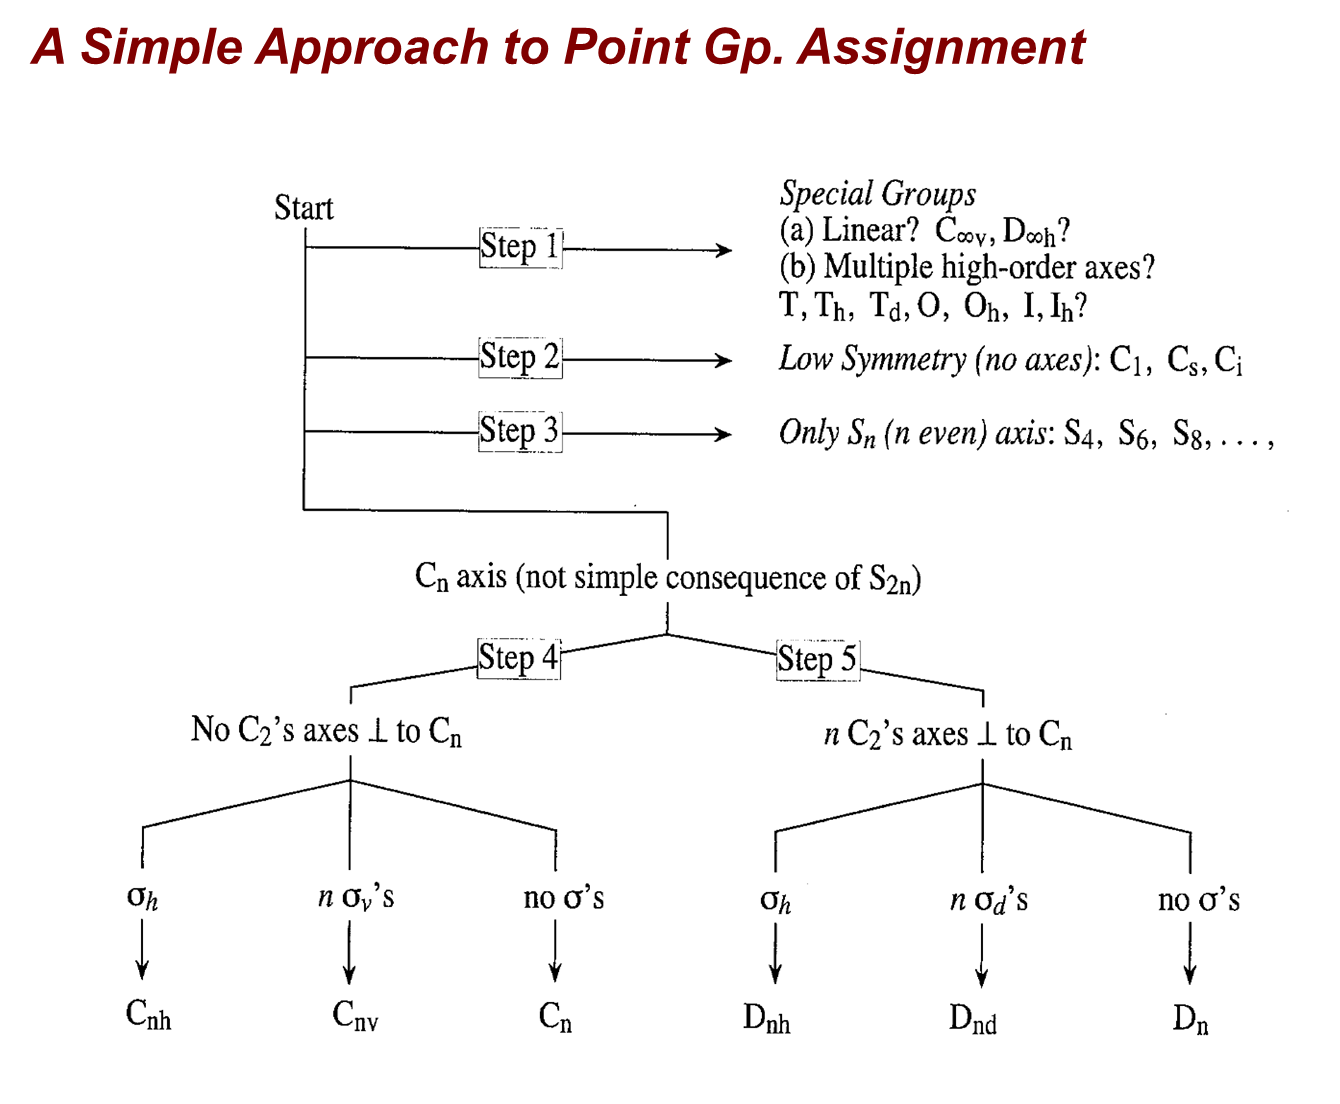 A Simple Approach to Point Gp. Assignment
Start
Step 1
Special Groups
(a) Linear? C∞v, D∞h?
(b) Multiple high-order axes?
T, Th, Td, O, Oh, I, Ih?
Step 2
Low Symmetry (no axes): C1, Cs, Ci
Step 3
Only Sn (n even) axis: S4, S6, S8, . . . ,
Cn axis (not simple consequence of S2n)
Step 4
Step 5
No C2's axes ⊥ to Cn
n C2's axes ⊥ to Cn
σh
n σv's
no σ's
σh
n σd's
no σ's
Cnh
Cnv
Cn
Dnh
Dnd
Dn